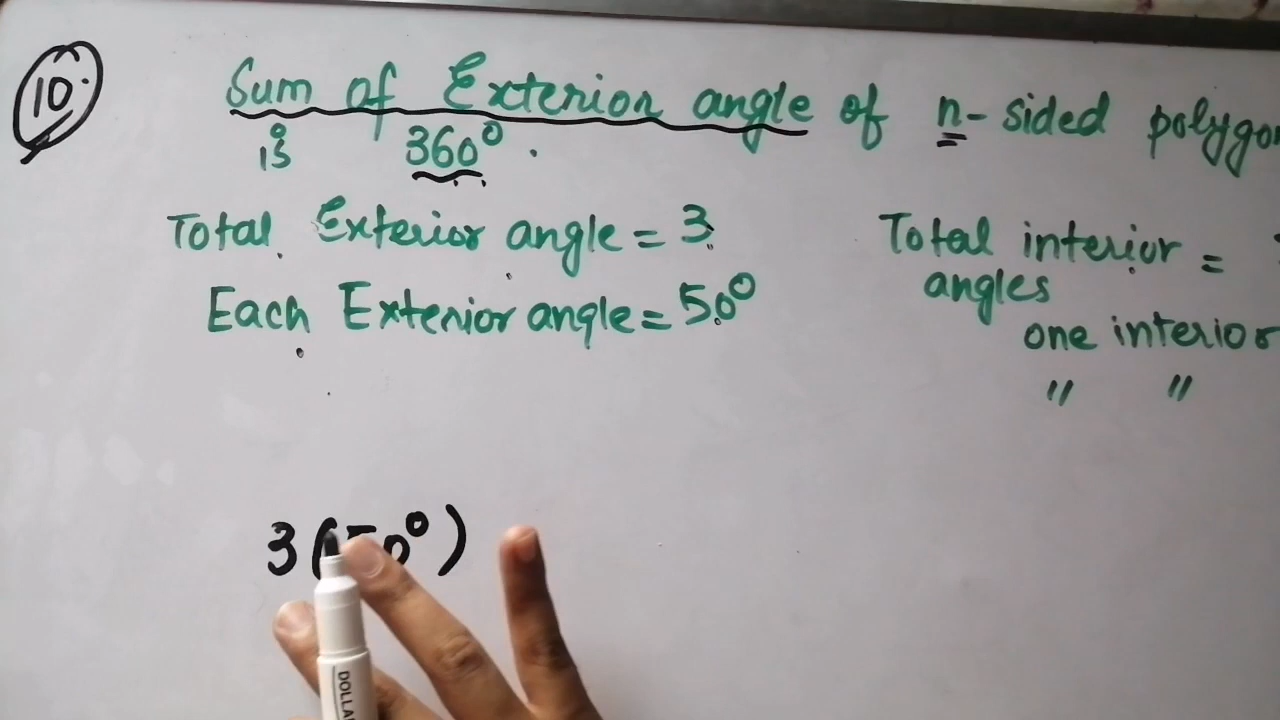 10.
Sum of Exterior angle of n-sided polygon
is 360° .
Total Exterior angle = 3
Each Exterior angle = 50°
Total interior =
angles
one interior
" "
3(50°)
DOLLA